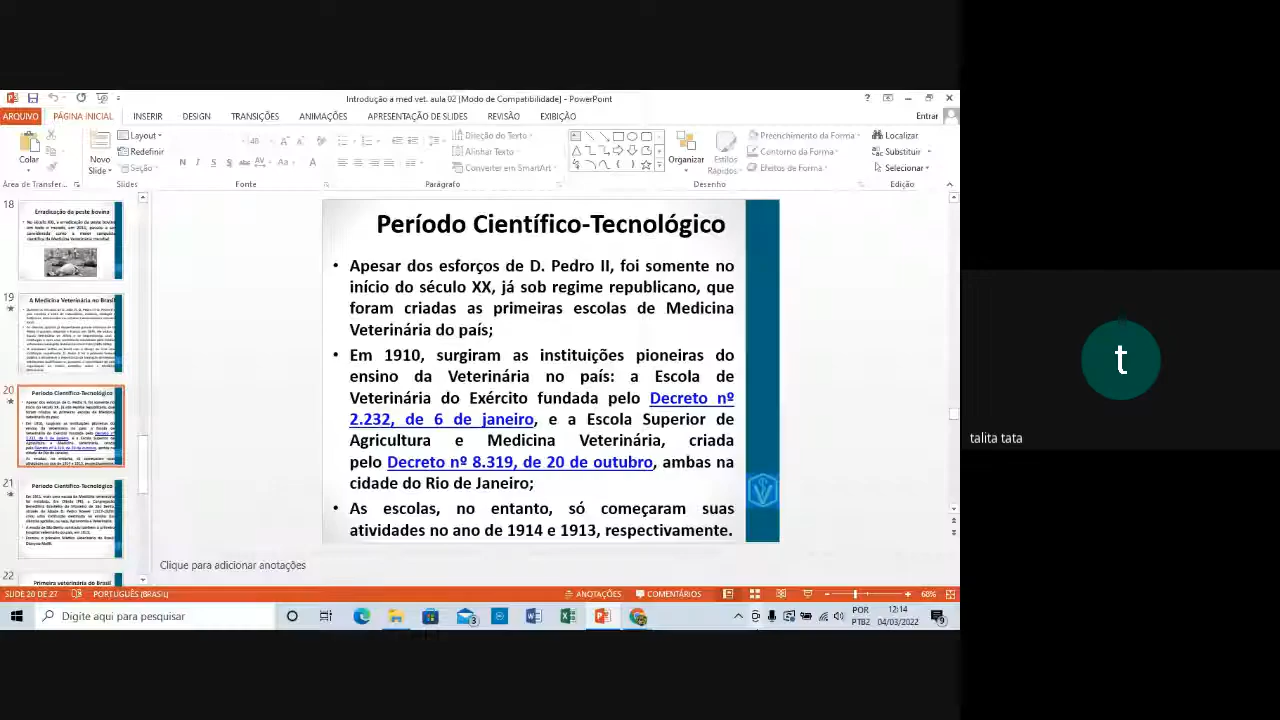 Introdução a med vet. aula 02 [Modo de Compatibilidade] - PowerPoint
ARQUIVO PÁGINA INICIAL INSERIR DESIGN TRANSIÇÕES ANIMAÇÕES APRESENTAÇÃO DE SLIDES REVISÃO EXIBIÇÃO Entrar
Colar
Novo
Slide
Layout
Redefinir
Seção
48
N I S S abc AV Aa A
Direção do Texto
Alinhar Texto
Converter em SmartArt
Organizar
Estilos
Rápidos
Preenchimento da Forma
Contorno da Forma
Efeitos de Forma
Localizar
Substituir
Selecionar
Área de Transfer... Slides Fonte Parágrafo Desenho Edição
18
Erradicação da peste bovina
19
A Medicina Veterinária no Brasil
20
Período Científico-Tecnológico
21
Período Científico-Tecnológico
22
Primeira veterinária do Brasil
Período Científico-Tecnológico
• Apesar dos esforços de D. Pedro II, foi somente no
início do século XX, já sob regime republicano, que
foram criadas as primeiras escolas de Medicina
Veterinária do país;
• Em 1910, surgiram as instituições pioneiras do
ensino da Veterinária no país: a Escola de
Veterinária do Exército fundada pelo Decreto nº
2.232, de 6 de janeiro, e a Escola Superior de
Agricultura e Medicina Veterinária, criada
pelo Decreto nº 8.319, de 20 de outubro, ambas na
cidade do Rio de Janeiro;
• As escolas, no entanto, só começaram suas
atividades no ano de 1914 e 1913, respectivamente.
Clique para adicionar anotações
SLIDE 20 DE 27 PORTUGUÊS (BRASIL) ANOTAÇÕES COMENTÁRIOS 68%
Digite aqui para pesquisar
3
POR
PTB2
12:14
04/03/2022
t
talita tata